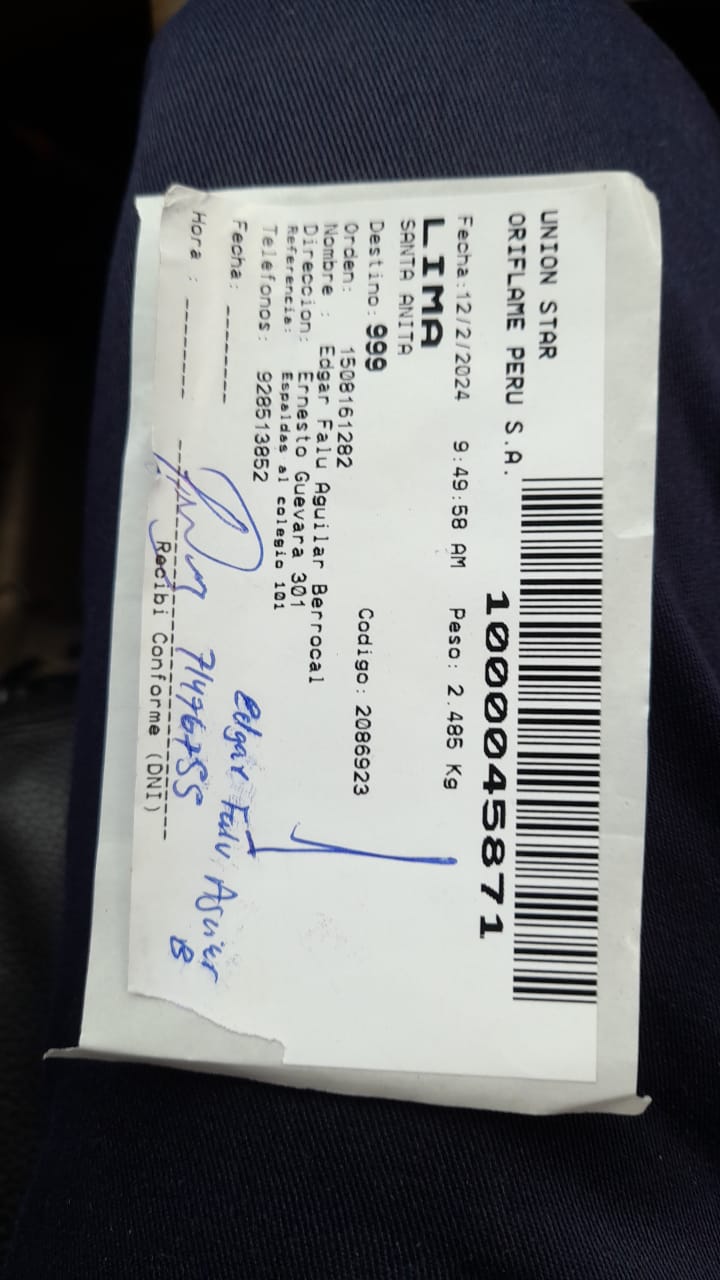 UNION STAR
ORIFLAME PERU S.A.
1000045871
Fecha:12/2/2024 9:49:58 AM Peso: 2.485 Kg
LIMA
SANTA ANITA
Destino: 999
Orden: 1508161282 Codigo: 2086923
Nombre : Edgar Falu Aguilar Berrocal
Direccion: Ernesto Guevara 301
Referencia: Espaldas al colegio 101
Telefonos: 928513852
Fecha: --------
Edgar Falu
B
Hora : --------
71476755
Recibi Conforme (DNI)